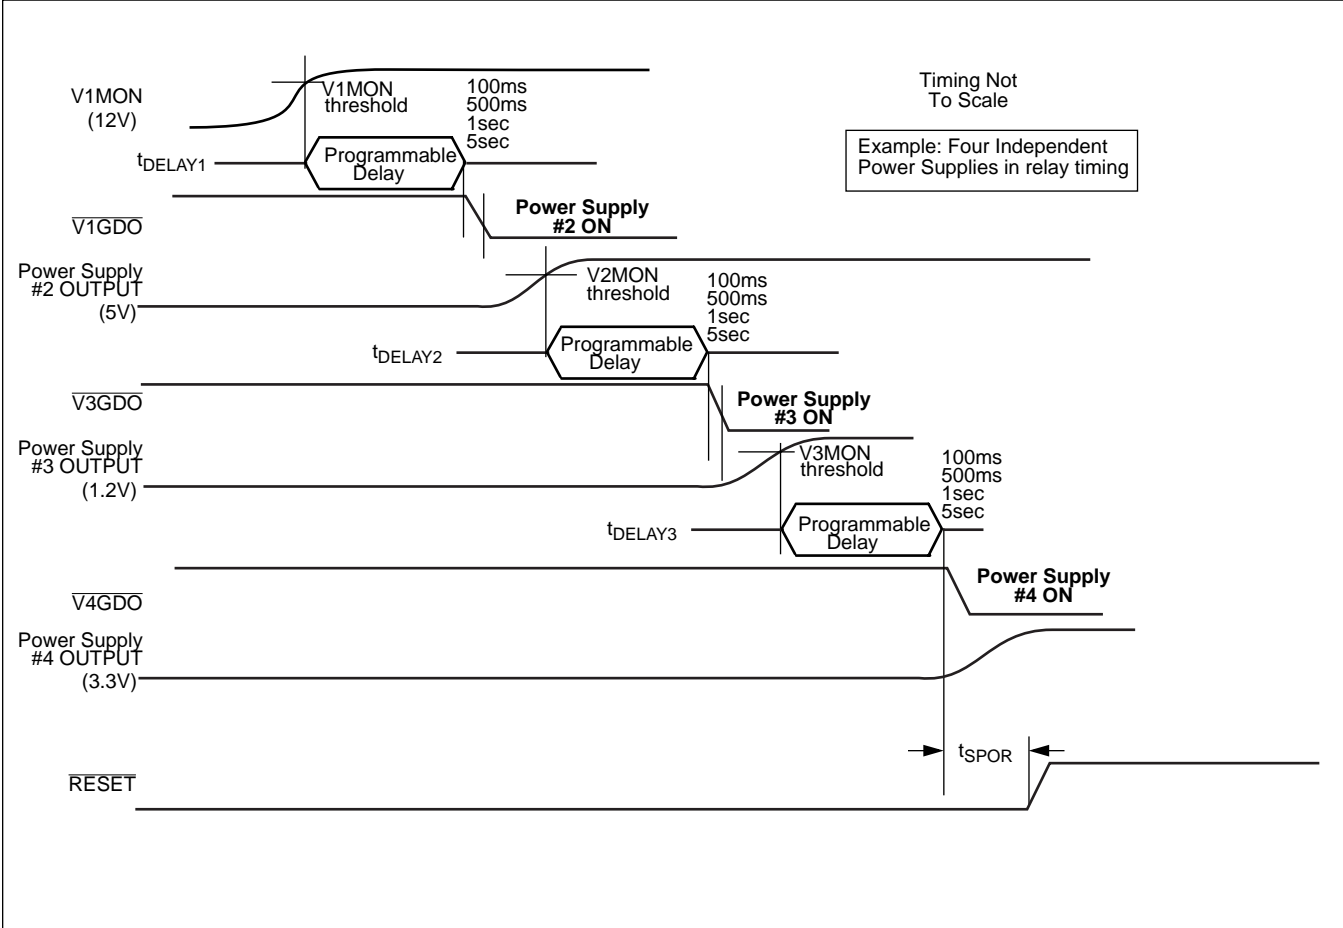 Timing Not
To Scale
Example: Four Independent
Power Supplies in relay timing
V1MON
(12V)
V1MON
threshold
100ms
500ms
1sec
5sec
tDELAY1
Programmable
Delay
V1GDO
Power Supply
#2 ON
Power Supply
#2 OUTPUT
(5V)
V2MON
threshold
100ms
500ms
1sec
5sec
tDELAY2
Programmable
Delay
V3GDO
Power Supply
#3 ON
Power Supply
#3 OUTPUT
(1.2V)
V3MON
threshold
100ms
500ms
1sec
5sec
tDELAY3
Programmable
Delay
V4GDO
Power Supply
#4 ON
Power Supply
#4 OUTPUT
(3.3V)
tSPOR
RESET